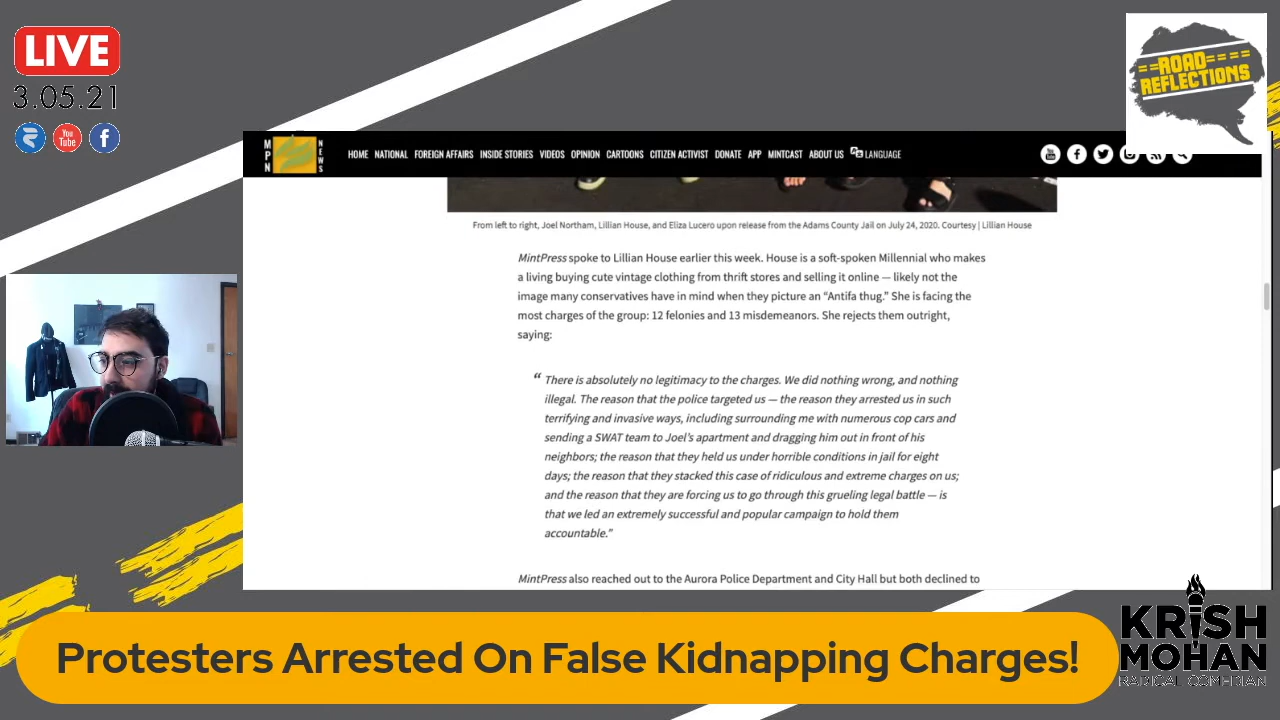 LIVE
3.05.21
You
Tube
==ROAD====
REFLECTIONS
M
P
N
N
E
W
S
HOME NATIONAL FOREIGN AFFAIRS INSIDE STORIES VIDEOS OPINION CARTOONS CITIZEN ACTIVIST DONATE APP MINTCAST ABOUT US LANGUAGE
From left to right, Joel Northam, Lillian House, and Eliza Lucero upon release from the Adams County Jail on July 24, 2020. Courtesy | Lillian House
MintPress spoke to Lillian House earlier this week. House is a soft-spoken Millennial who makes
a living buying cute vintage clothing from thrift stores and selling it online — likely not the
image many conservatives have in mind when they picture an “Antifa thug.” She is facing the
most charges of the group: 12 felonies and 13 misdemeanors. She rejects them outright,
saying:
“ There is absolutely no legitimacy to the charges. We did nothing wrong, and nothing
illegal. The reason that the police targeted us — the reason they arrested us in such
terrifying and invasive ways, including surrounding me with numerous cop cars and
sending a SWAT team to Joel’s apartment and dragging him out in front of his
neighbors; the reason that they held us under horrible conditions in jail for eight
days; the reason that they stacked this case of ridiculous and extreme charges on us;
and the reason that they are forcing us to go through this grueling legal battle — is
that we led an extremely successful and popular campaign to hold them
accountable.”
MintPress also reached out to the Aurora Police Department and City Hall but both declined to
Protesters Arrested On False Kidnapping Charges!
KRISH
MOHAN
RADICAL COMEDIAN